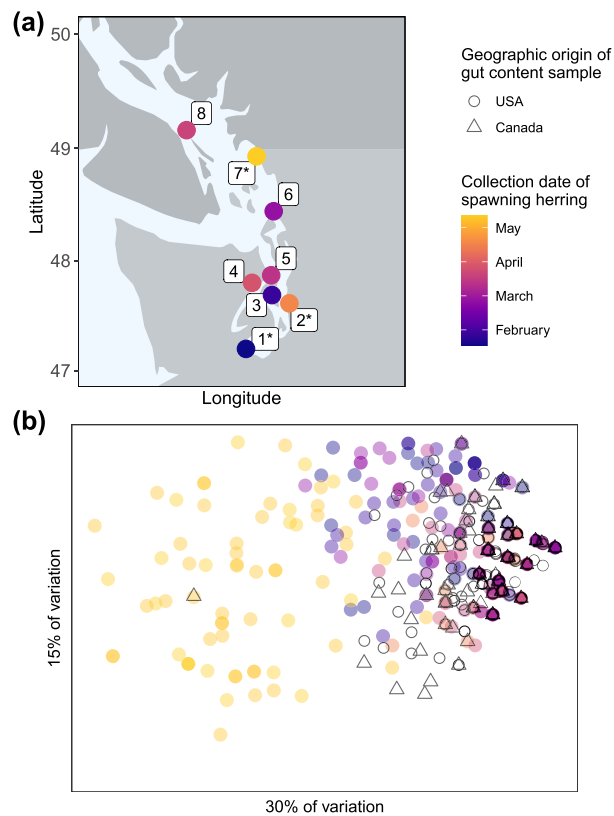 (a)
50
49
48
47
Latitude
Longitude
8
7*
6
5
4
3
2*
1*
Geographic origin of
gut content sample
USA
Canada
Collection date of
spawning herring
May
April
March
February
(b)
15% of variation
30% of variation